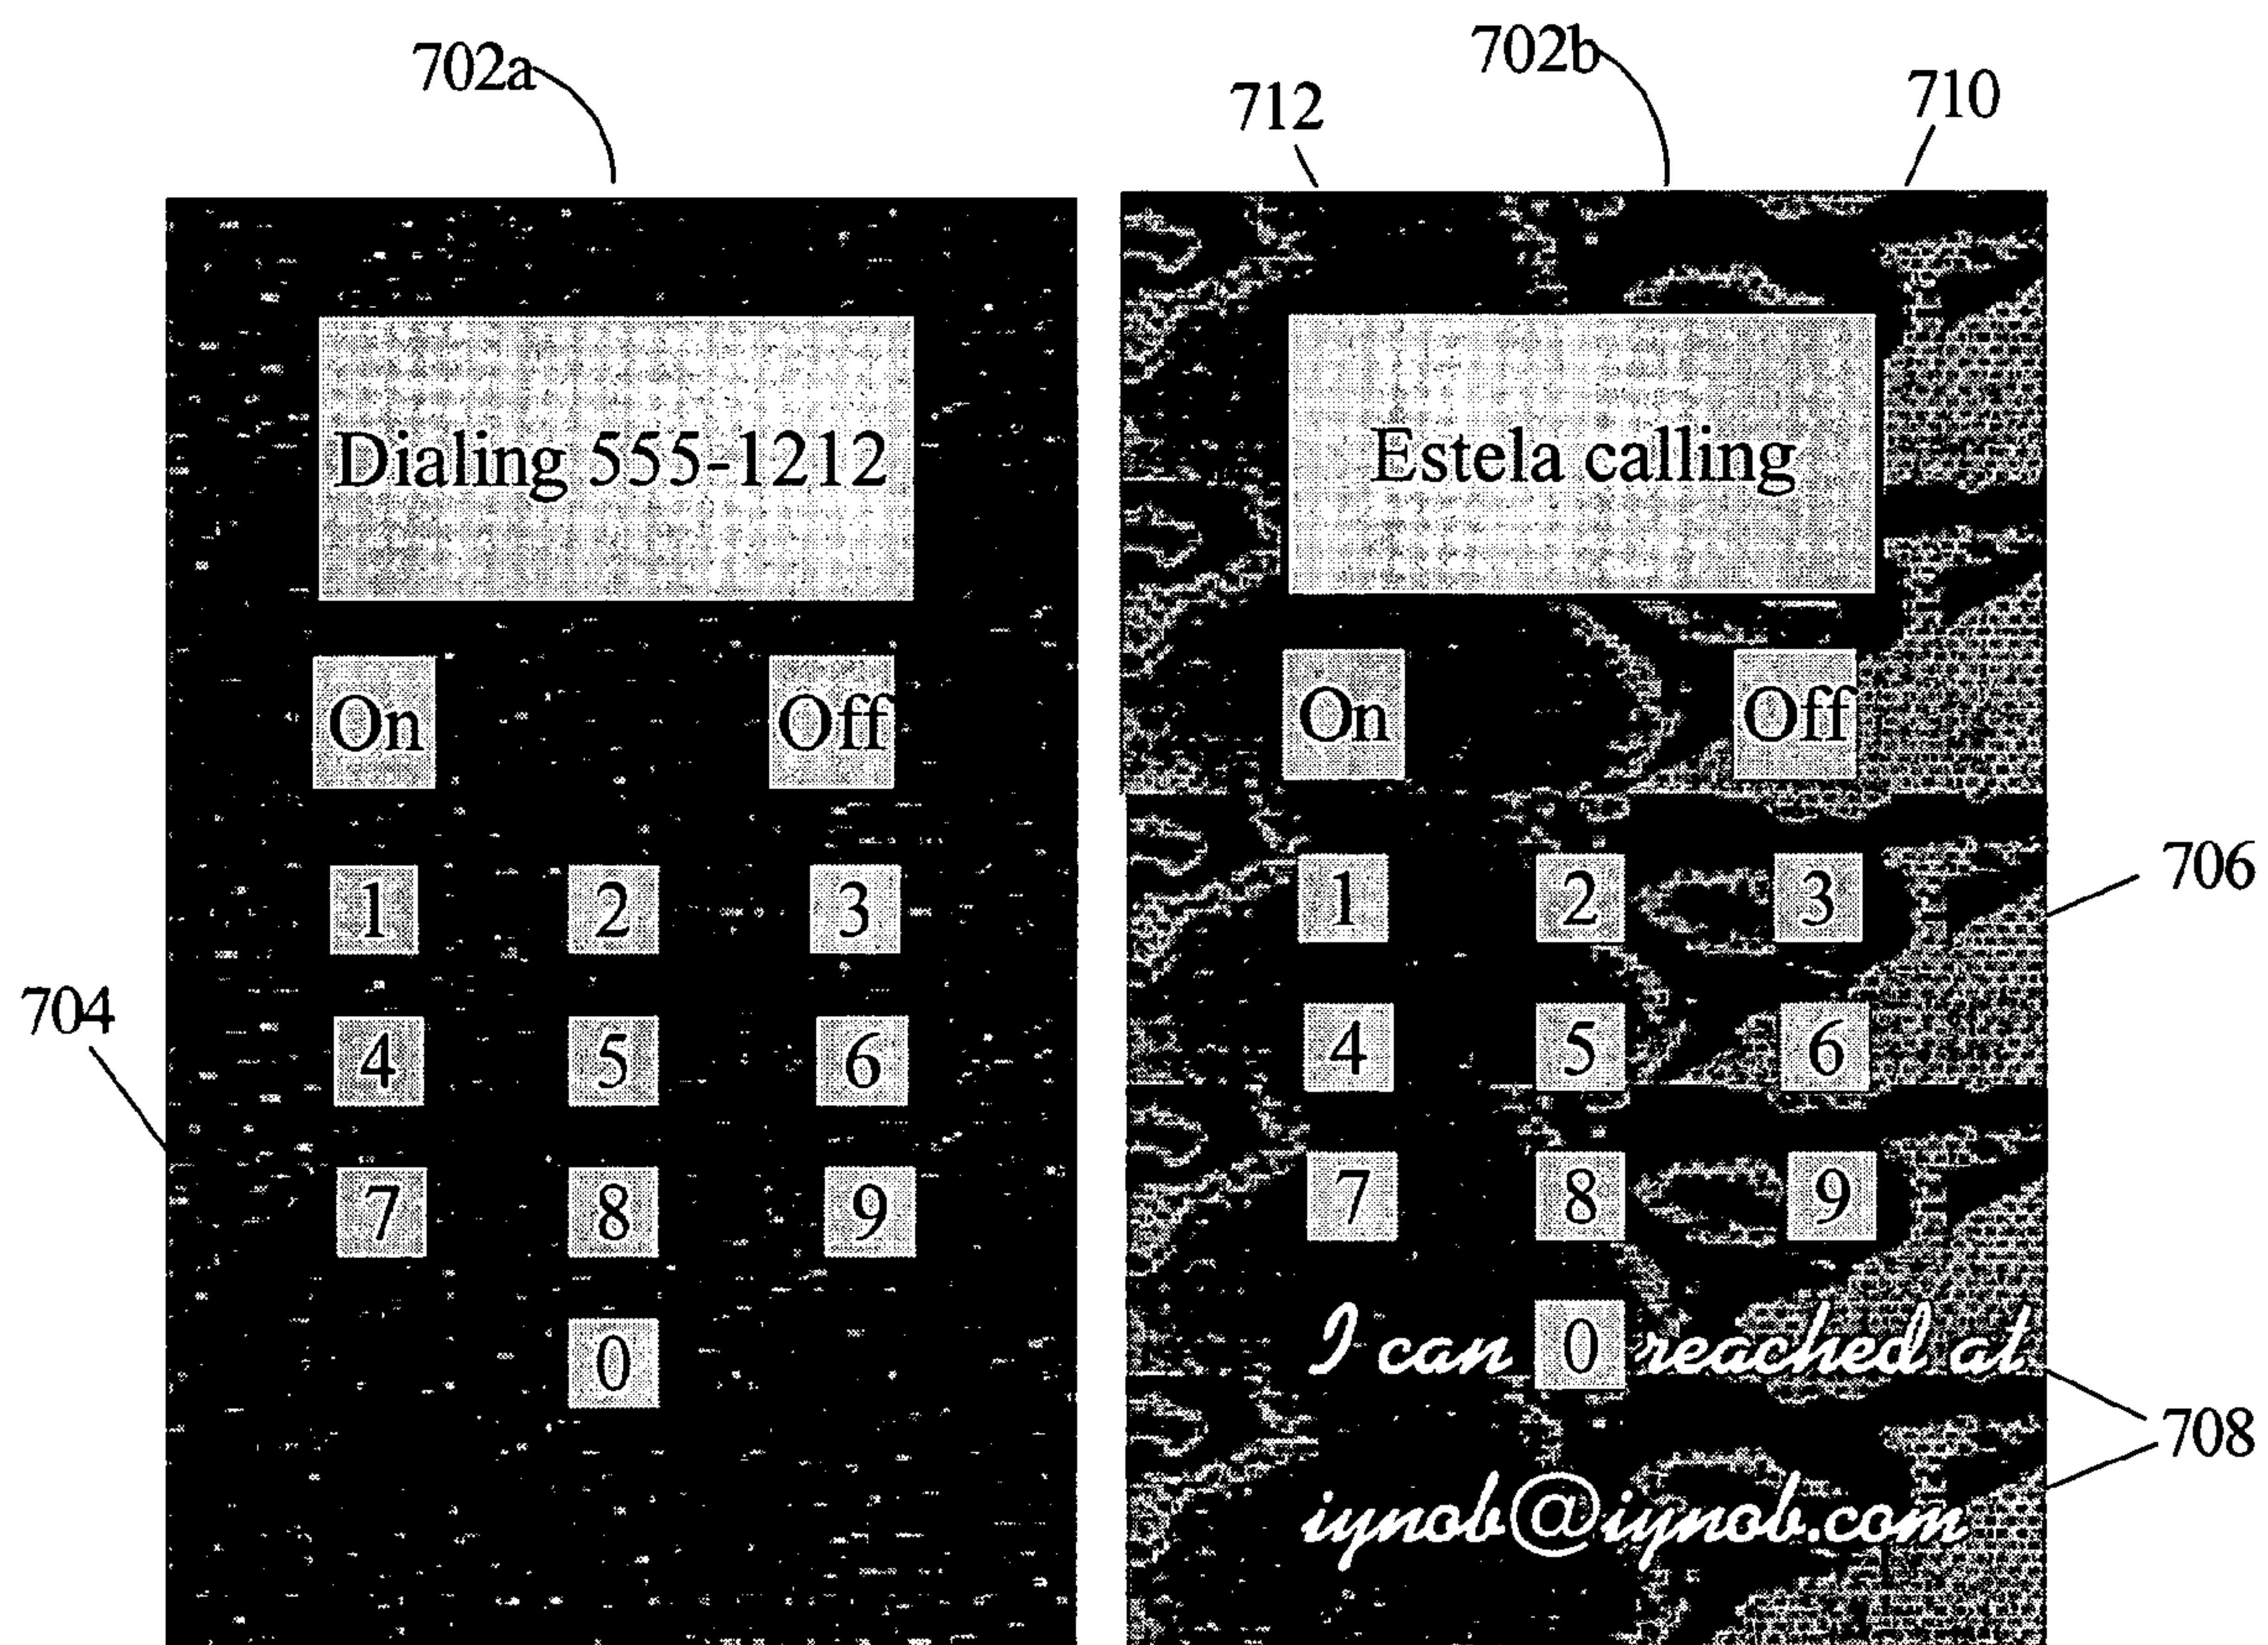 702a
702b
712
710
Dialing 555-1212
Estela calling
On Off
On Off
1 2 3
1 2 3
706
704
4 5 6
4 5 6
7 8 9
7 8 9
0
I can 0 reached at
708
iynob@iynob.com